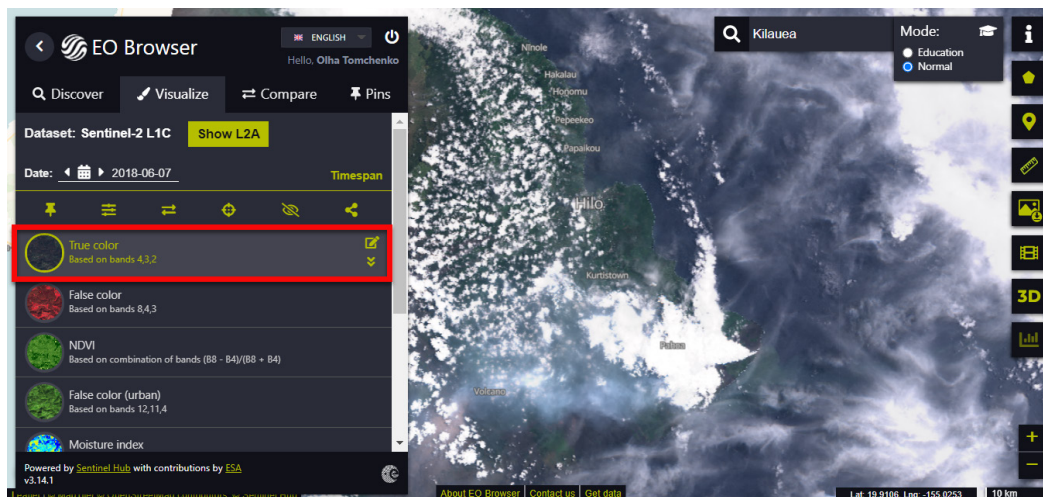 EO Browser
ENGLISH
Hello, Olha Tomchenko
Discover
Visualize
Compare
Pins
Dataset: Sentinel-2 L1C
Show L2A
Date:
2018-06-07
Timespan
True color
Based on bands 4,3,2
False color
Based on bands 8,4,3
NDVI
Based on combination of bands (B8 - B4)/(B8 + B4)
False color (urban)
Based on bands 12,11,4
Moisture index
Powered by Sentinel Hub with contributions by ESA
v3.14.1
Kilauea
Mode:
Education
Normal
i
3D
+
−
Ninole
Hakalau
Honomu
Pepeekeo
Papaikou
Hilo
Kurtistown
Pahoa
Volcano
About EO Browser
Contact us
Get data
Lat: 19.9106, Lng: -155.0253
10 km